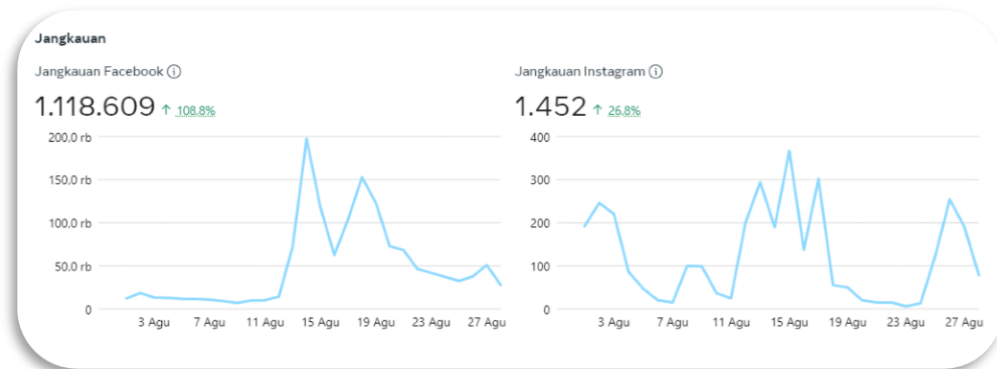 Jangkauan
Jangkauan Facebook
1.118.609 ↑ 108,8%
200,0 rb
150,0 rb
100,0 rb
50,0 rb
0
3 Agu 7 Agu 11 Agu 15 Agu 19 Agu 23 Agu 27 Agu
Jangkauan Instagram
1.452 ↑ 26,8%
400
300
200
100
0
3 Agu 7 Agu 11 Agu 15 Agu 19 Agu 23 Agu 27 Agu